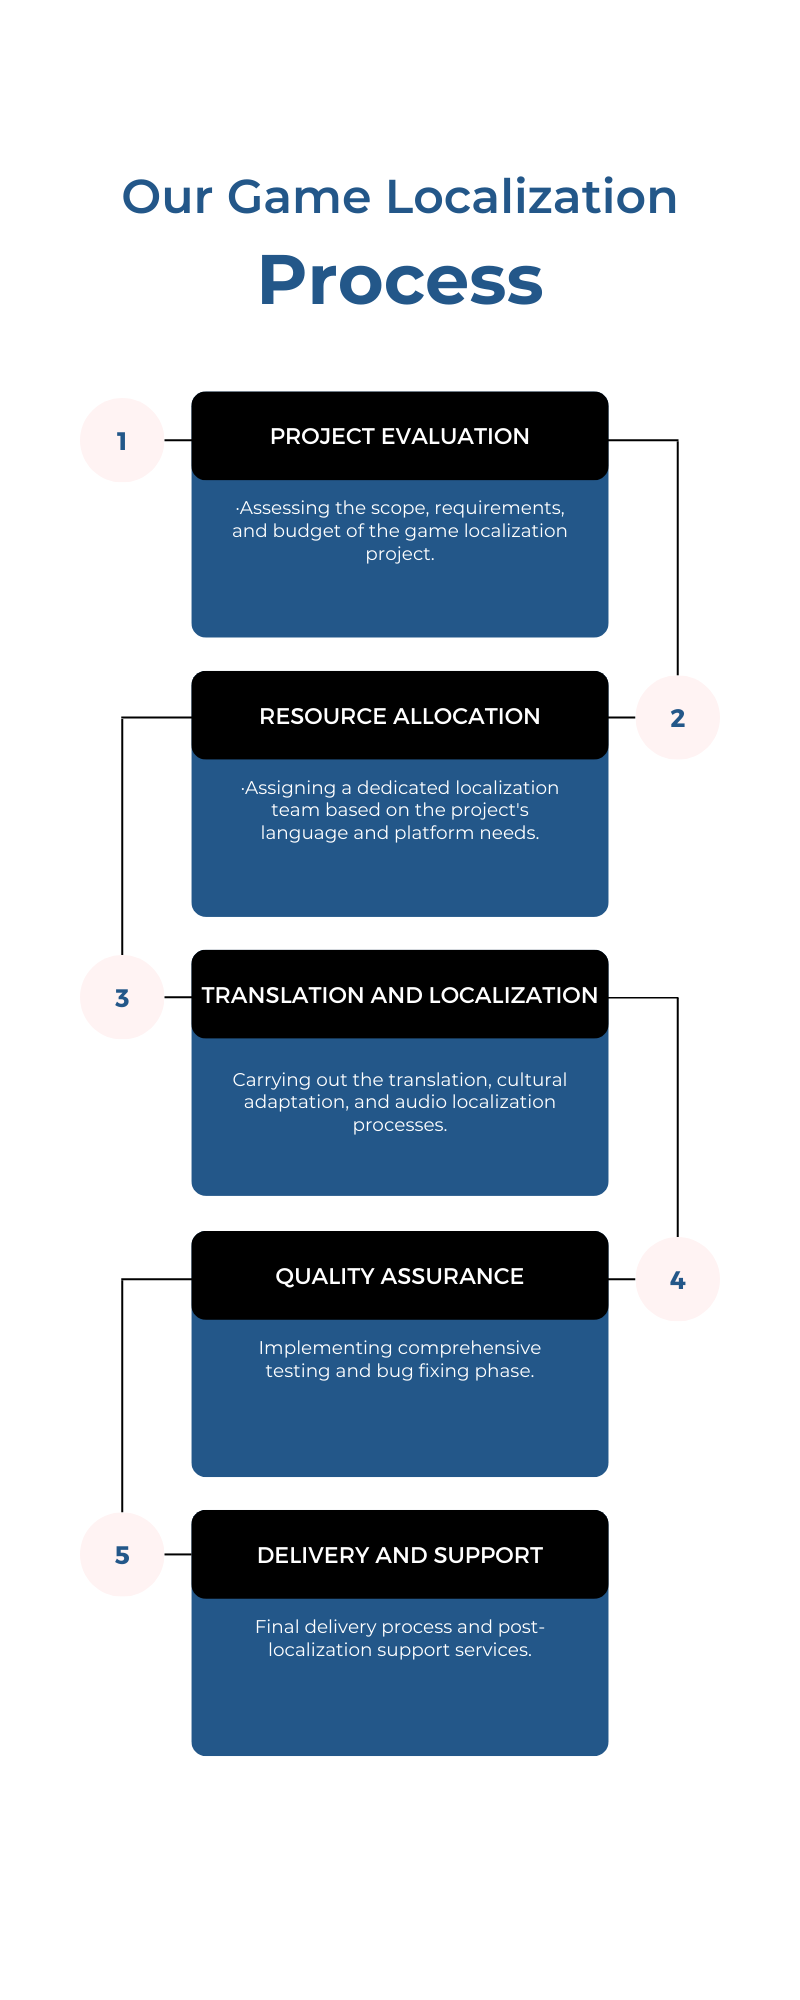 Our Game Localization
Process
1
PROJECT EVALUATION
·Assessing the scope, requirements,
and budget of the game localization
project.
2
RESOURCE ALLOCATION
·Assigning a dedicated localization
team based on the project's
language and platform needs.
3
TRANSLATION AND LOCALIZATION
Carrying out the translation, cultural
adaptation, and audio localization
processes.
4
QUALITY ASSURANCE
Implementing comprehensive
testing and bug fixing phase.
5
DELIVERY AND SUPPORT
Final delivery process and post-
localization support services.